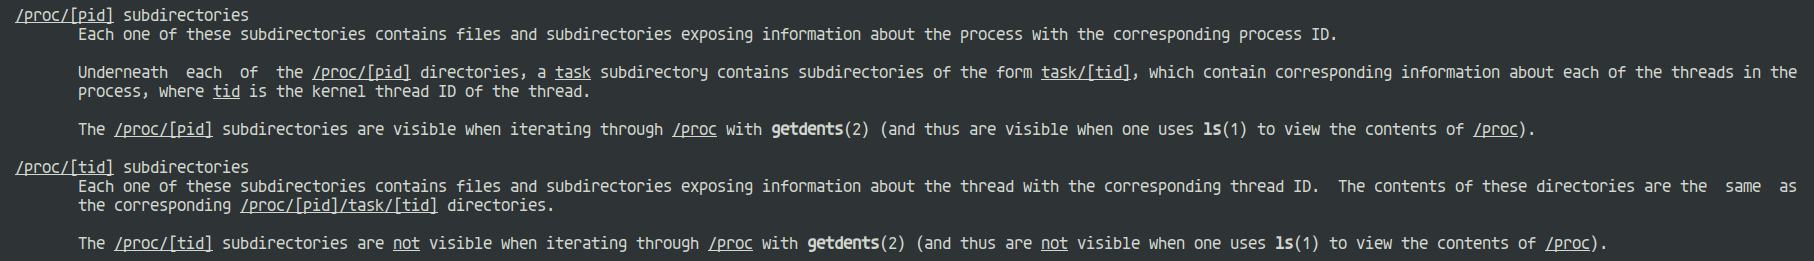 /proc/[pid] subdirectories
Each one of these subdirectories contains files and subdirectories exposing information about the process with the corresponding process ID.
Underneath each of the /proc/[pid] directories, a task subdirectory contains subdirectories of the form task/[tid], which contain corresponding information about each of the threads in the
process, where tid is the kernel thread ID of the thread.
The /proc/[pid] subdirectories are visible when iterating through /proc with getdents(2) (and thus are visible when one uses ls(1) to view the contents of /proc).
/proc/[tid] subdirectories
Each one of these subdirectories contains files and subdirectories exposing information about the thread with the corresponding thread ID.  The contents of these directories are the same as
the corresponding /proc/[pid]/task/[tid] directories.
The /proc/[tid] subdirectories are not visible when iterating through /proc with getdents(2) (and thus are not visible when one uses ls(1) to view the contents of /proc).